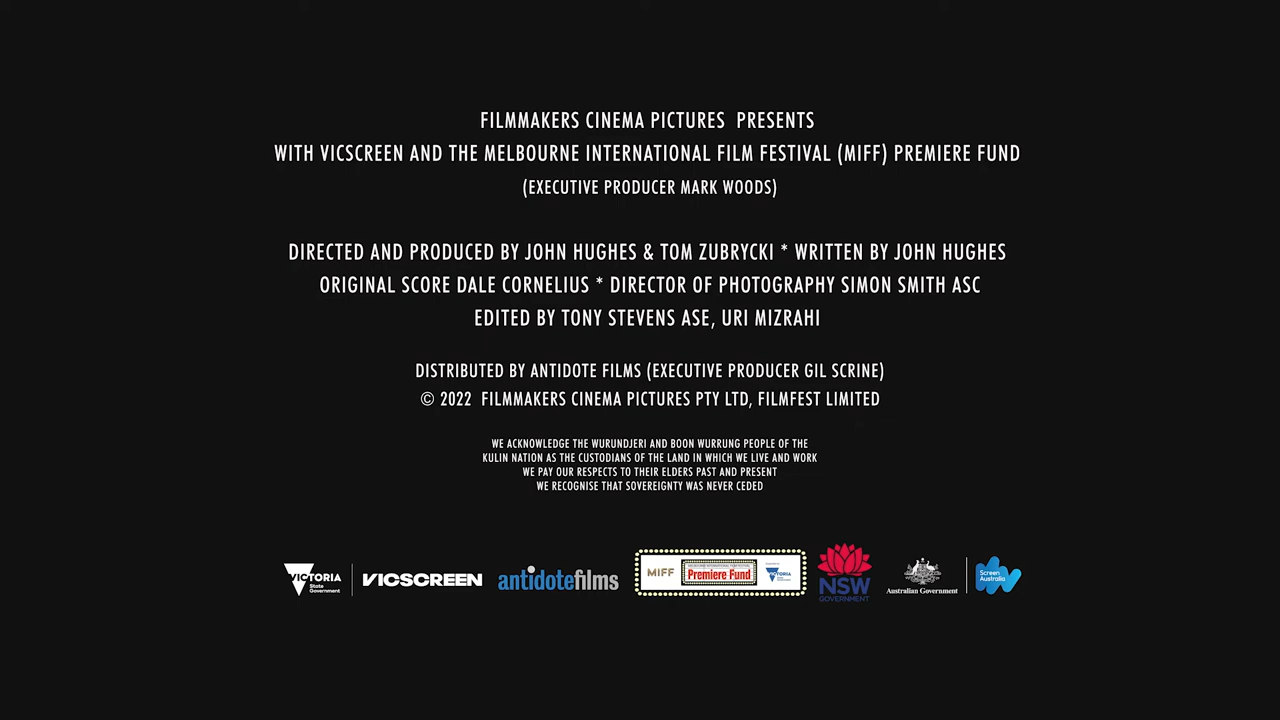 FILMMAKERS CINEMA PICTURES PRESENTS
WITH VICSCREEN AND THE MELBOURNE INTERNATIONAL FILM FESTIVAL (MIFF) PREMIERE FUND
(EXECUTIVE PRODUCER MARK WOODS)
DIRECTED AND PRODUCED BY JOHN HUGHES & TOM ZUBRYCKI * WRITTEN BY JOHN HUGHES
ORIGINAL SCORE DALE CORNELIUS * DIRECTOR OF PHOTOGRAPHY SIMON SMITH ASC
EDITED BY TONY STEVENS ASE, URI MIZRAHI
DISTRIBUTED BY ANTIDOTE FILMS (EXECUTIVE PRODUCER GIL SCRINE)
© 2022 FILMMAKERS CINEMA PICTURES PTY LTD, FILMFEST LIMITED
WE ACKNOWLEDGE THE WURUNDJERI AND BOON WURRUNG PEOPLE OF THE
KULIN NATION AS THE CUSTODIANS OF THE LAND IN WHICH WE LIVE AND WORK
WE PAY OUR RESPECTS TO THEIR ELDERS PAST AND PRESENT
WE RECOGNISE THAT SOVEREIGNTY WAS NEVER CEDED
VICTORIA
State
Government
VICSCREEN
antidotefilms
MIFF
Premiere Fund
VICTORIA
NSW
GOVERNMENT
Australian Government
Screen
Australia